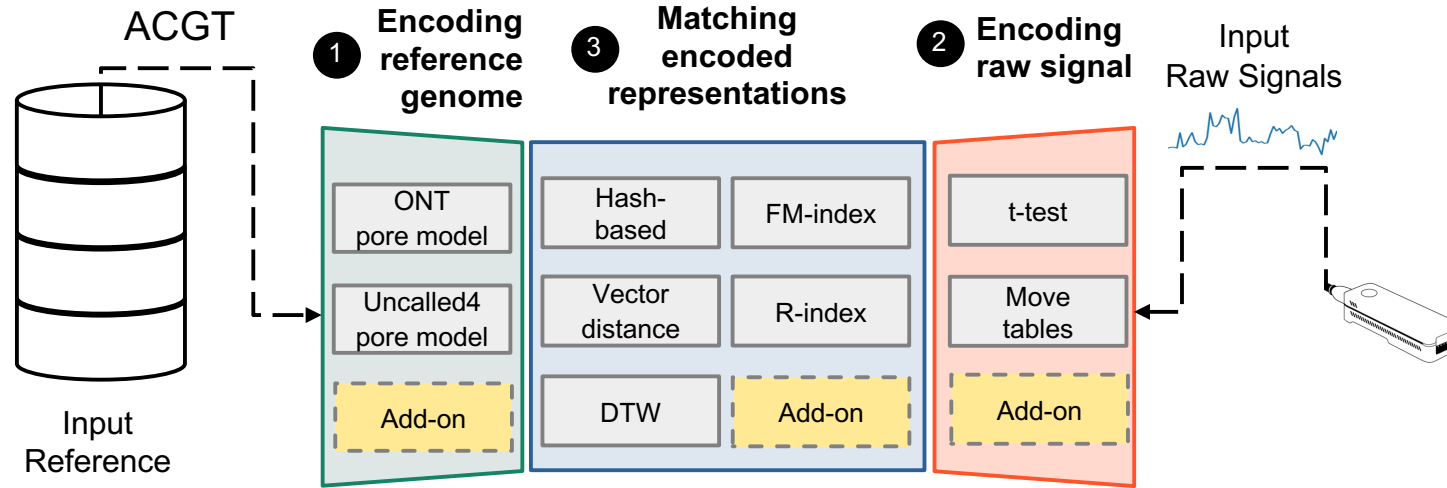 ACGT
Input
Reference
1
Encoding
reference
genome
ONT
pore model
Uncalled4
pore model
Add-on
3
Matching
encoded
representations
Hash-
based
FM-index
Vector
distance
R-index
DTW
Add-on
2
Encoding
raw signal
t-test
Move
tables
Add-on
Input
Raw Signals